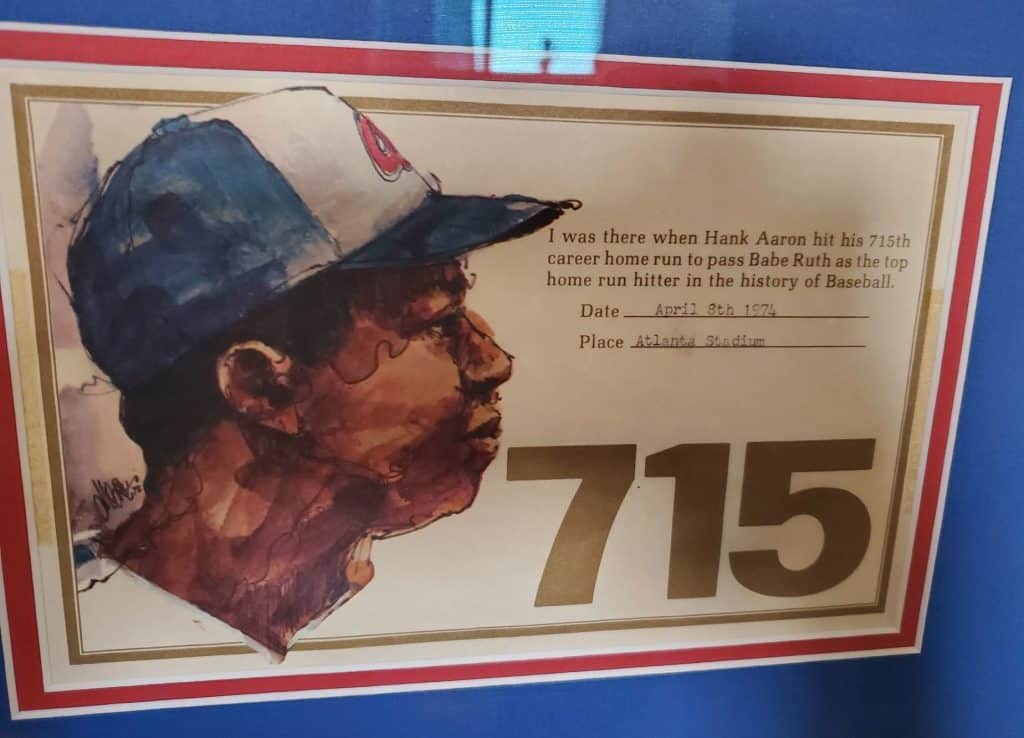 I was there when Hank Aaron hit his 715th
career home run to pass Babe Ruth as the top
home run hitter in the history of Baseball.
Date April 8th 1974
Place Atlanta Stadium
715